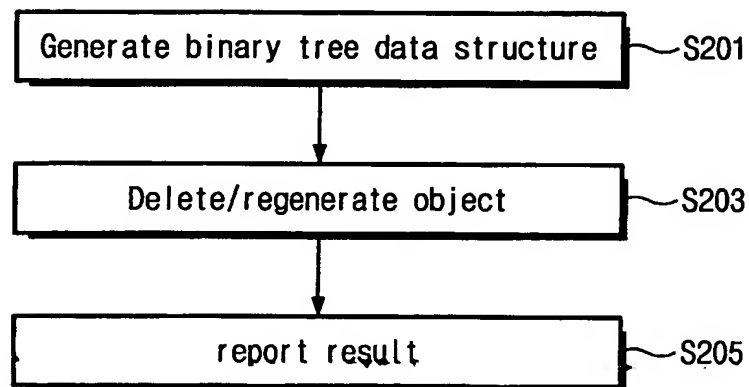 Generate binary tree data structure S201
Delete/regenerate object S203
report result S205